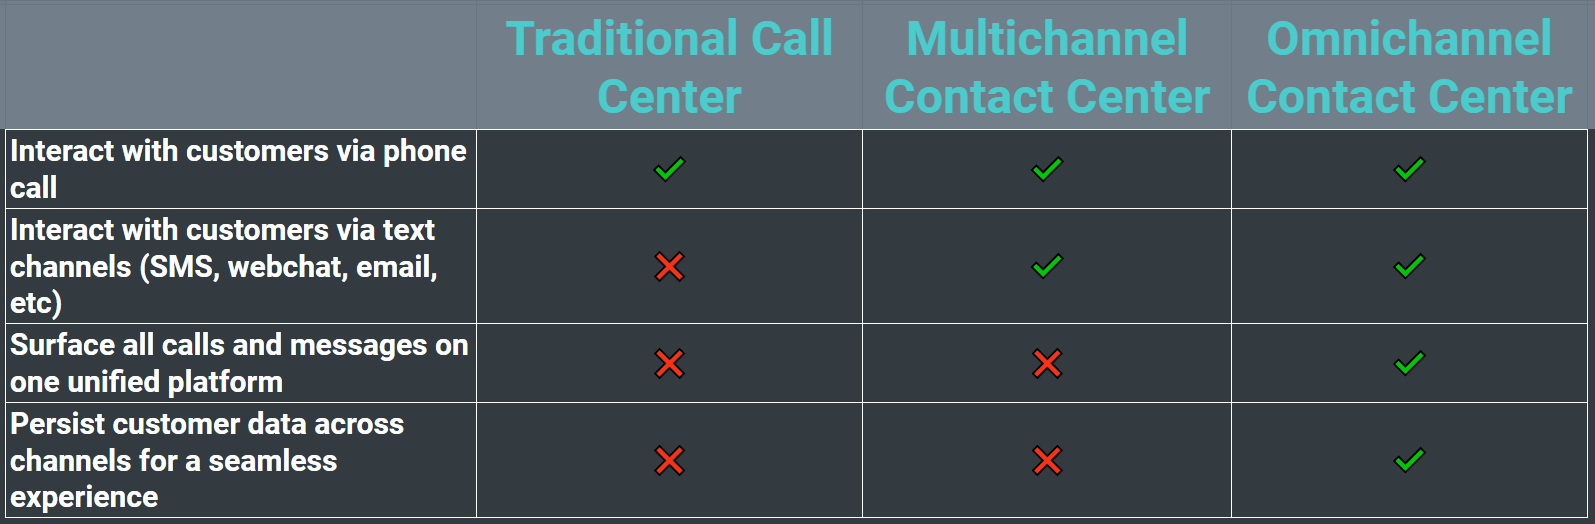 Traditional Call
Center
Multichannel
Contact Center
Omnichannel
Contact Center
Interact with customers via phone
call
Interact with customers via text
channels (SMS, webchat, email,
etc)
Surface all calls and messages on
one unified platform
Persist customer data across
channels for a seamless
experience